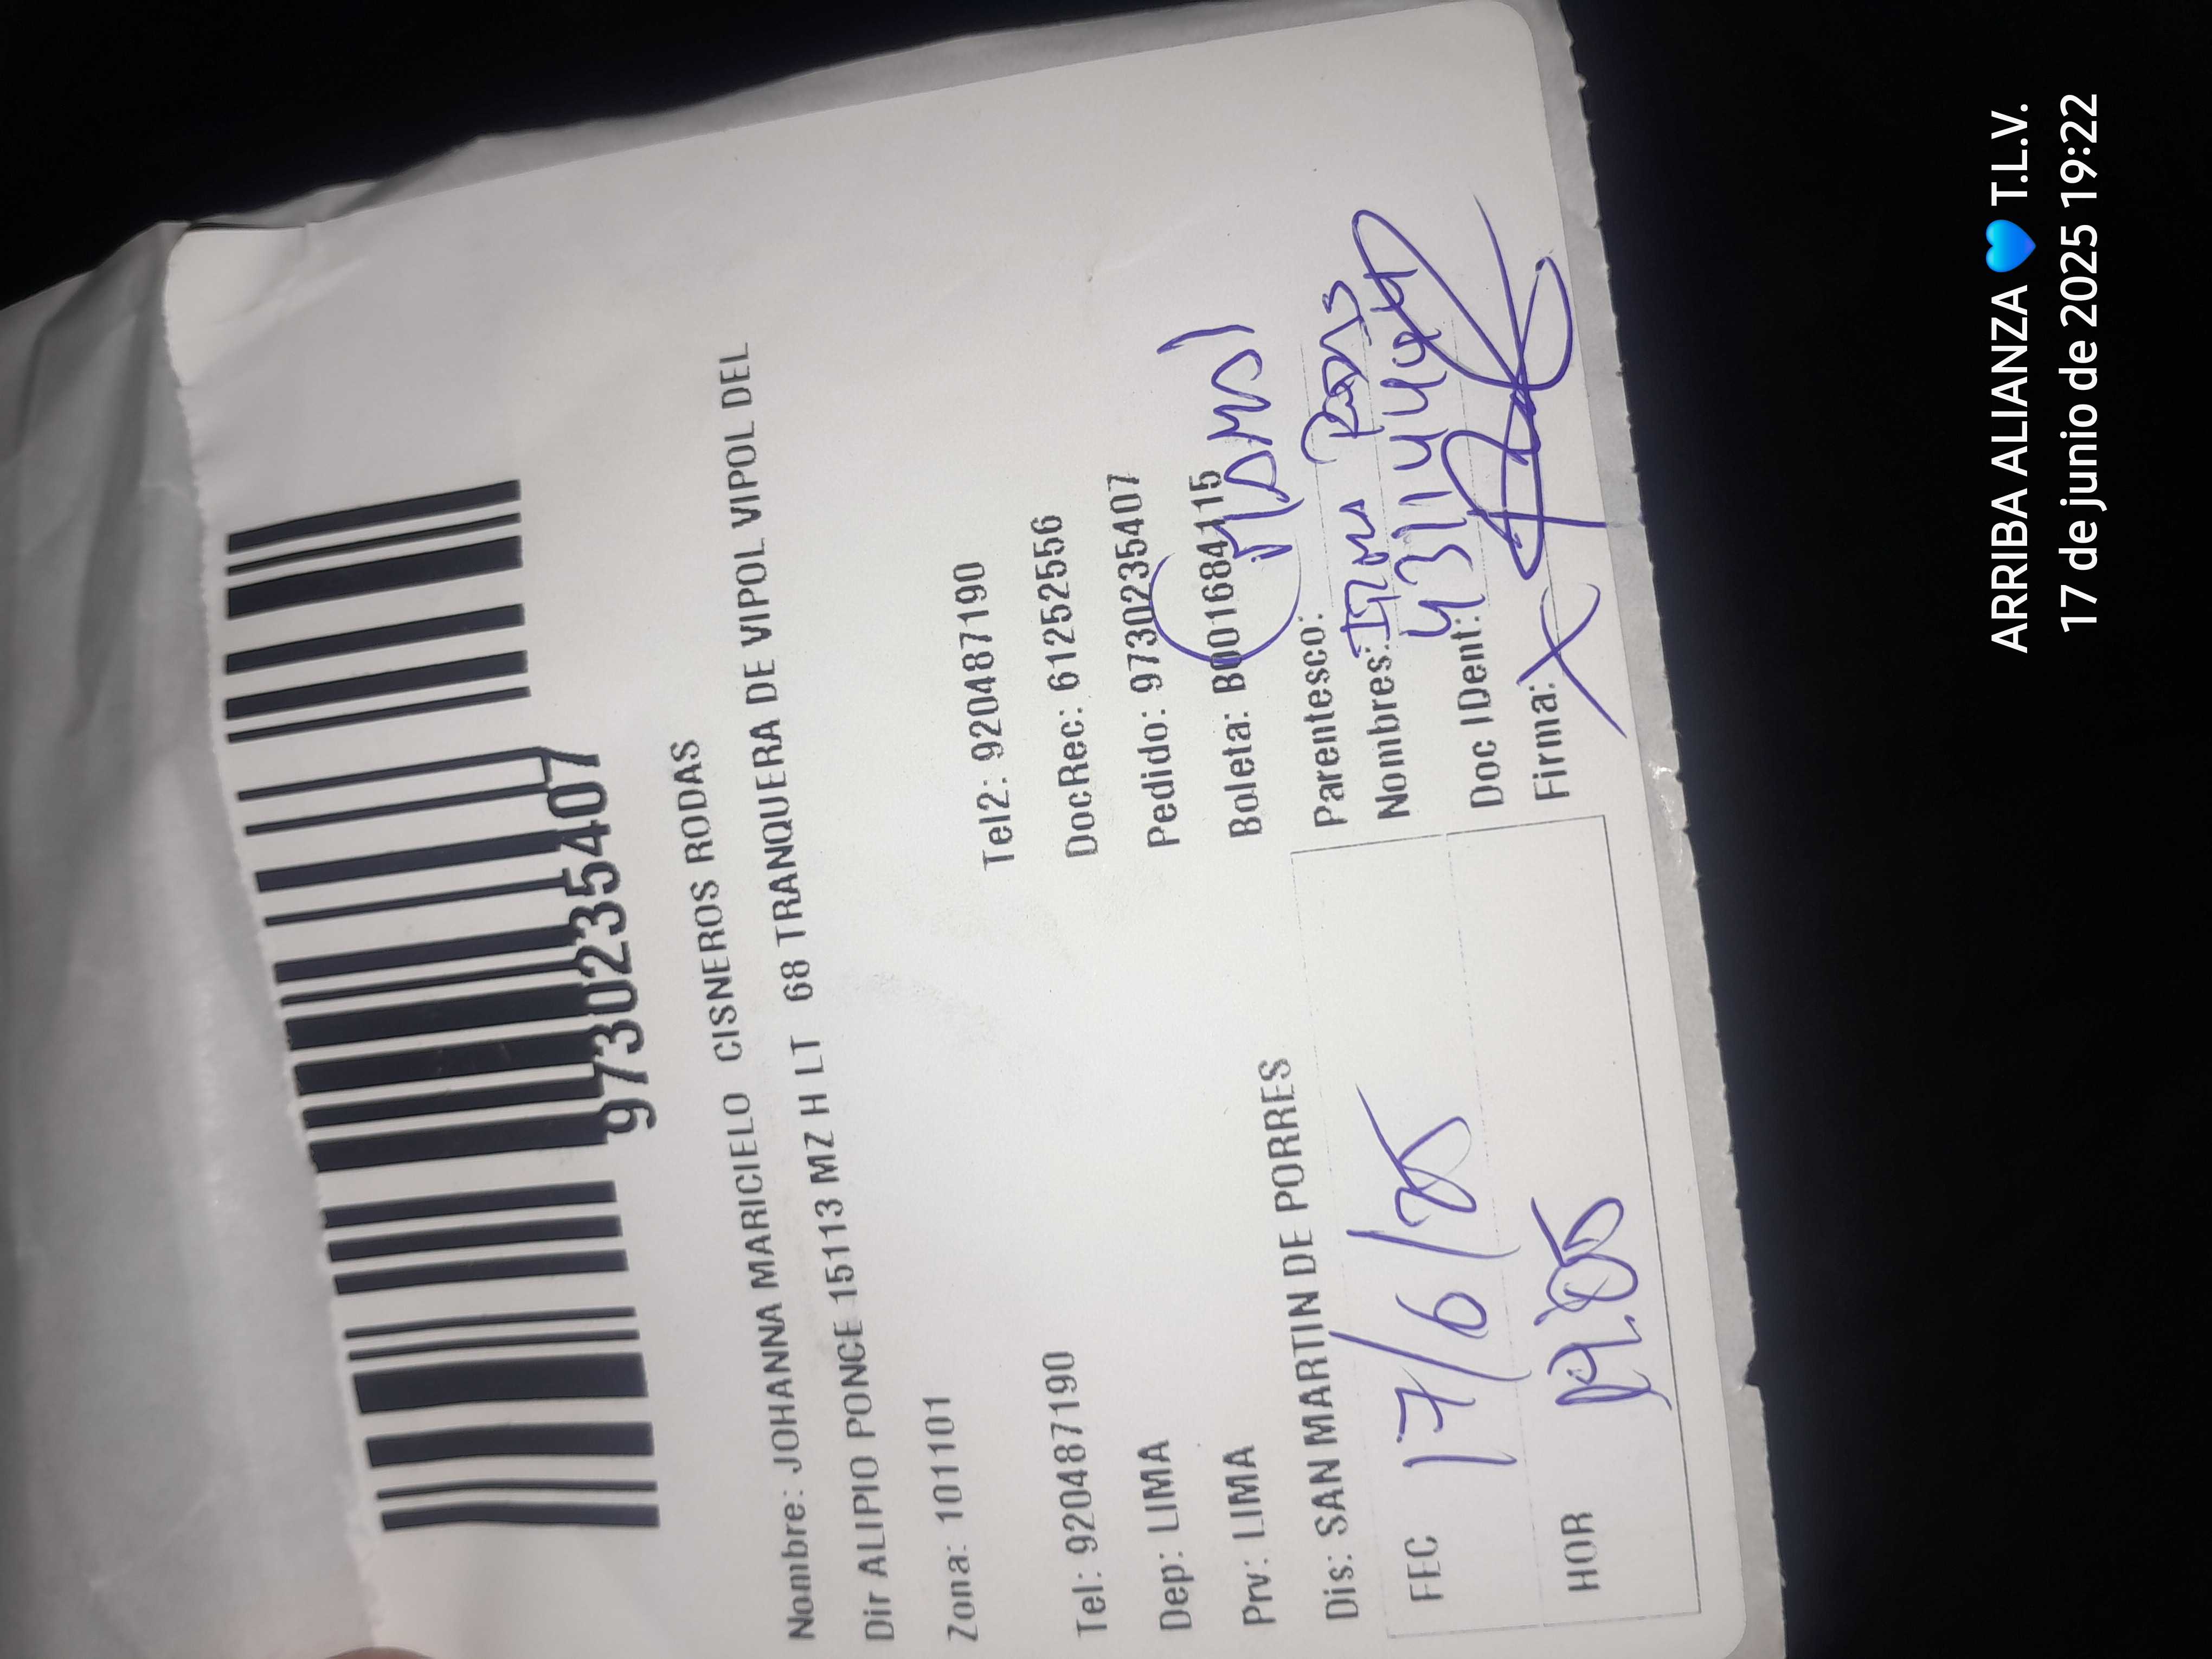 9730235407
Nombre: JOHANNA MARICIELO CISNEROS RODAS
Dir ALIPIO PONCE 15113 MZ H LT 68 TRANQUERA DE VIPOL VIPOL DEL
Zona: 101101
Tel: 920487190 Tel2: 920487190
Dep: LIMA DocRec: 61252556
Prv: LIMA Pedido: 9730235407
Dis: SAN MARTIN DE PORRES Boleta: B001684115
Parentesco:
FEC 17/6/25 Nombres:
Doc IDent:
HOR 19:05 Firma: X
ARRIBA ALIANZA 💙 T.L.V.
17 de junio de 2025 19:22